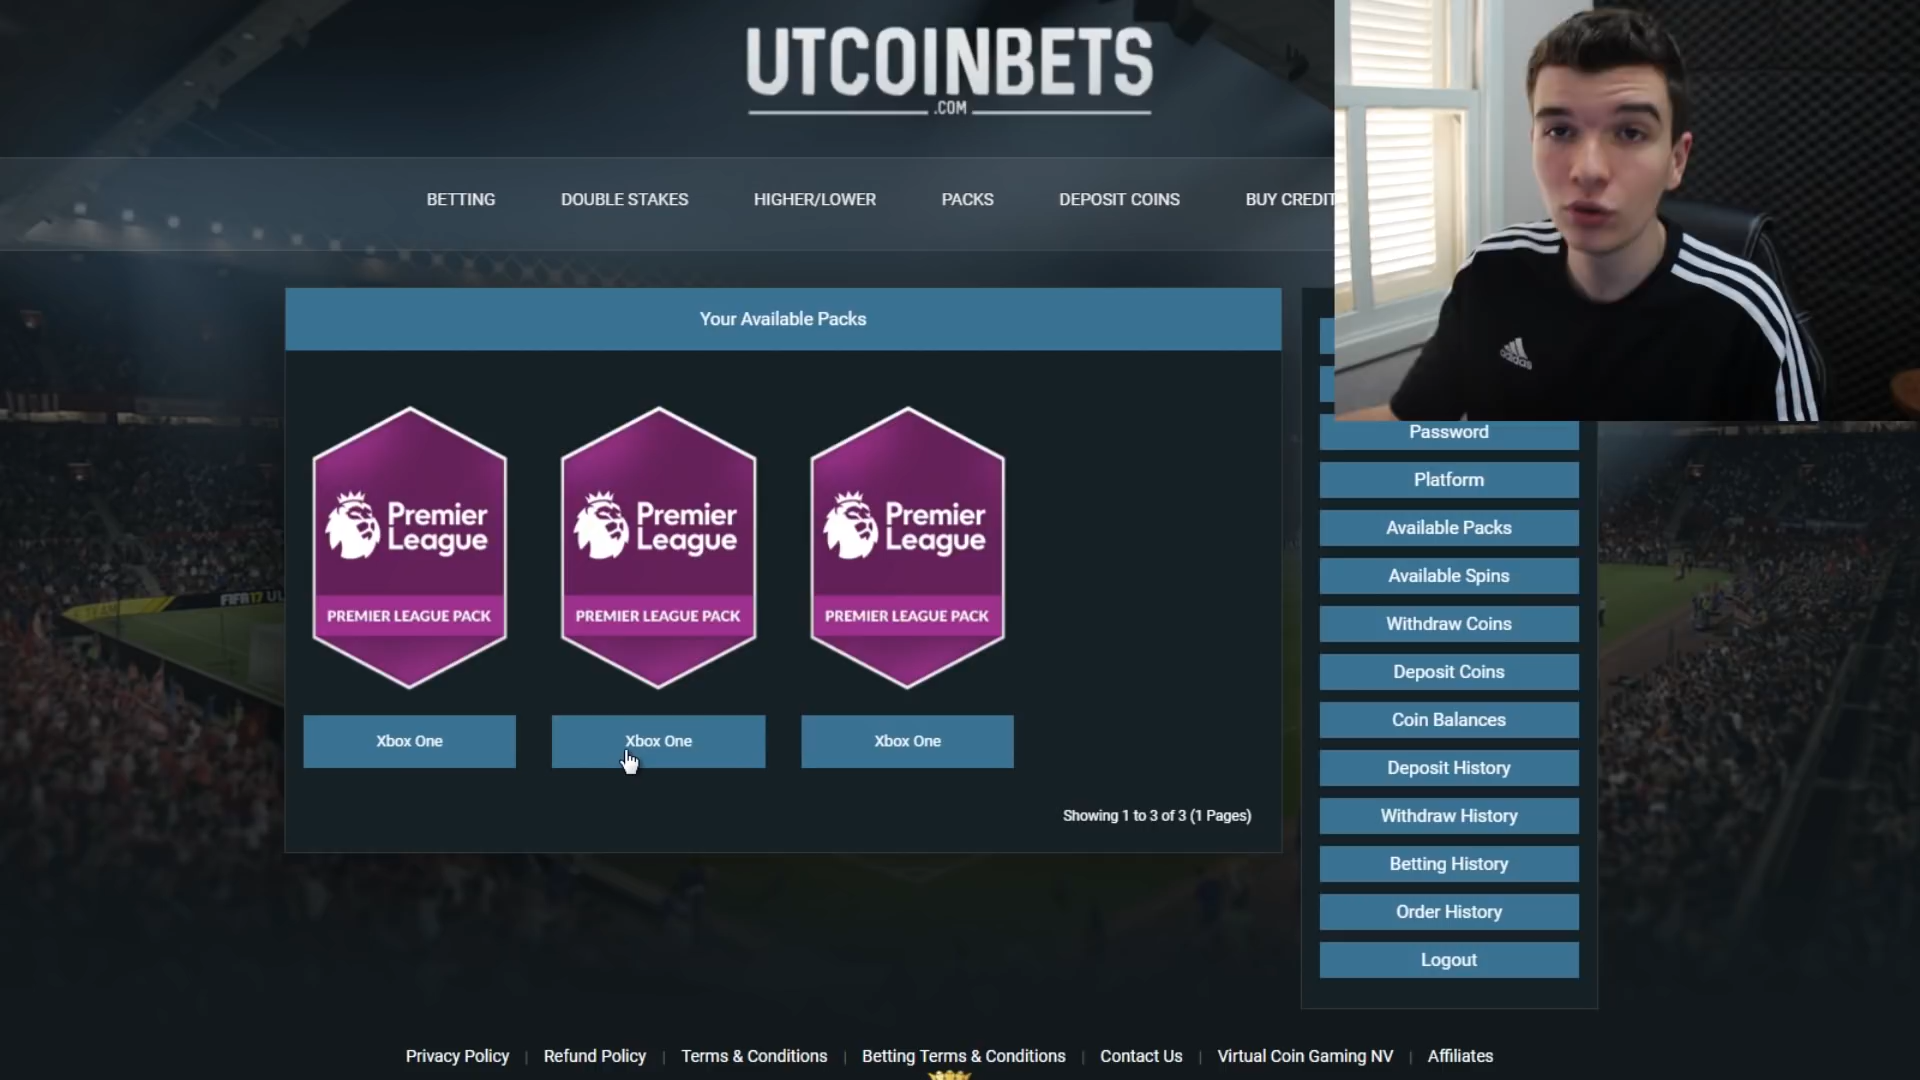 UTCOINBETS
.COM
BETTING
DOUBLE STAKES
HIGHER/LOWER
PACKS
DEPOSIT COINS
BUY CREDIT
Your Available Packs
Premier
League
PREMIER LEAGUE PACK
Xbox One
Premier
League
PREMIER LEAGUE PACK
Xbox One
Premier
League
PREMIER LEAGUE PACK
Xbox One
Showing 1 to 3 of 3 (1 Pages)
adidas
Password
Platform
Available Packs
Available Spins
Withdraw Coins
Deposit Coins
Coin Balances
Deposit History
Withdraw History
Betting History
Order History
Logout
FIFA17 U
Privacy Policy | Refund Policy | Terms & Conditions | Betting Terms & Conditions | Contact Us | Virtual Coin Gaming NV | Affiliates